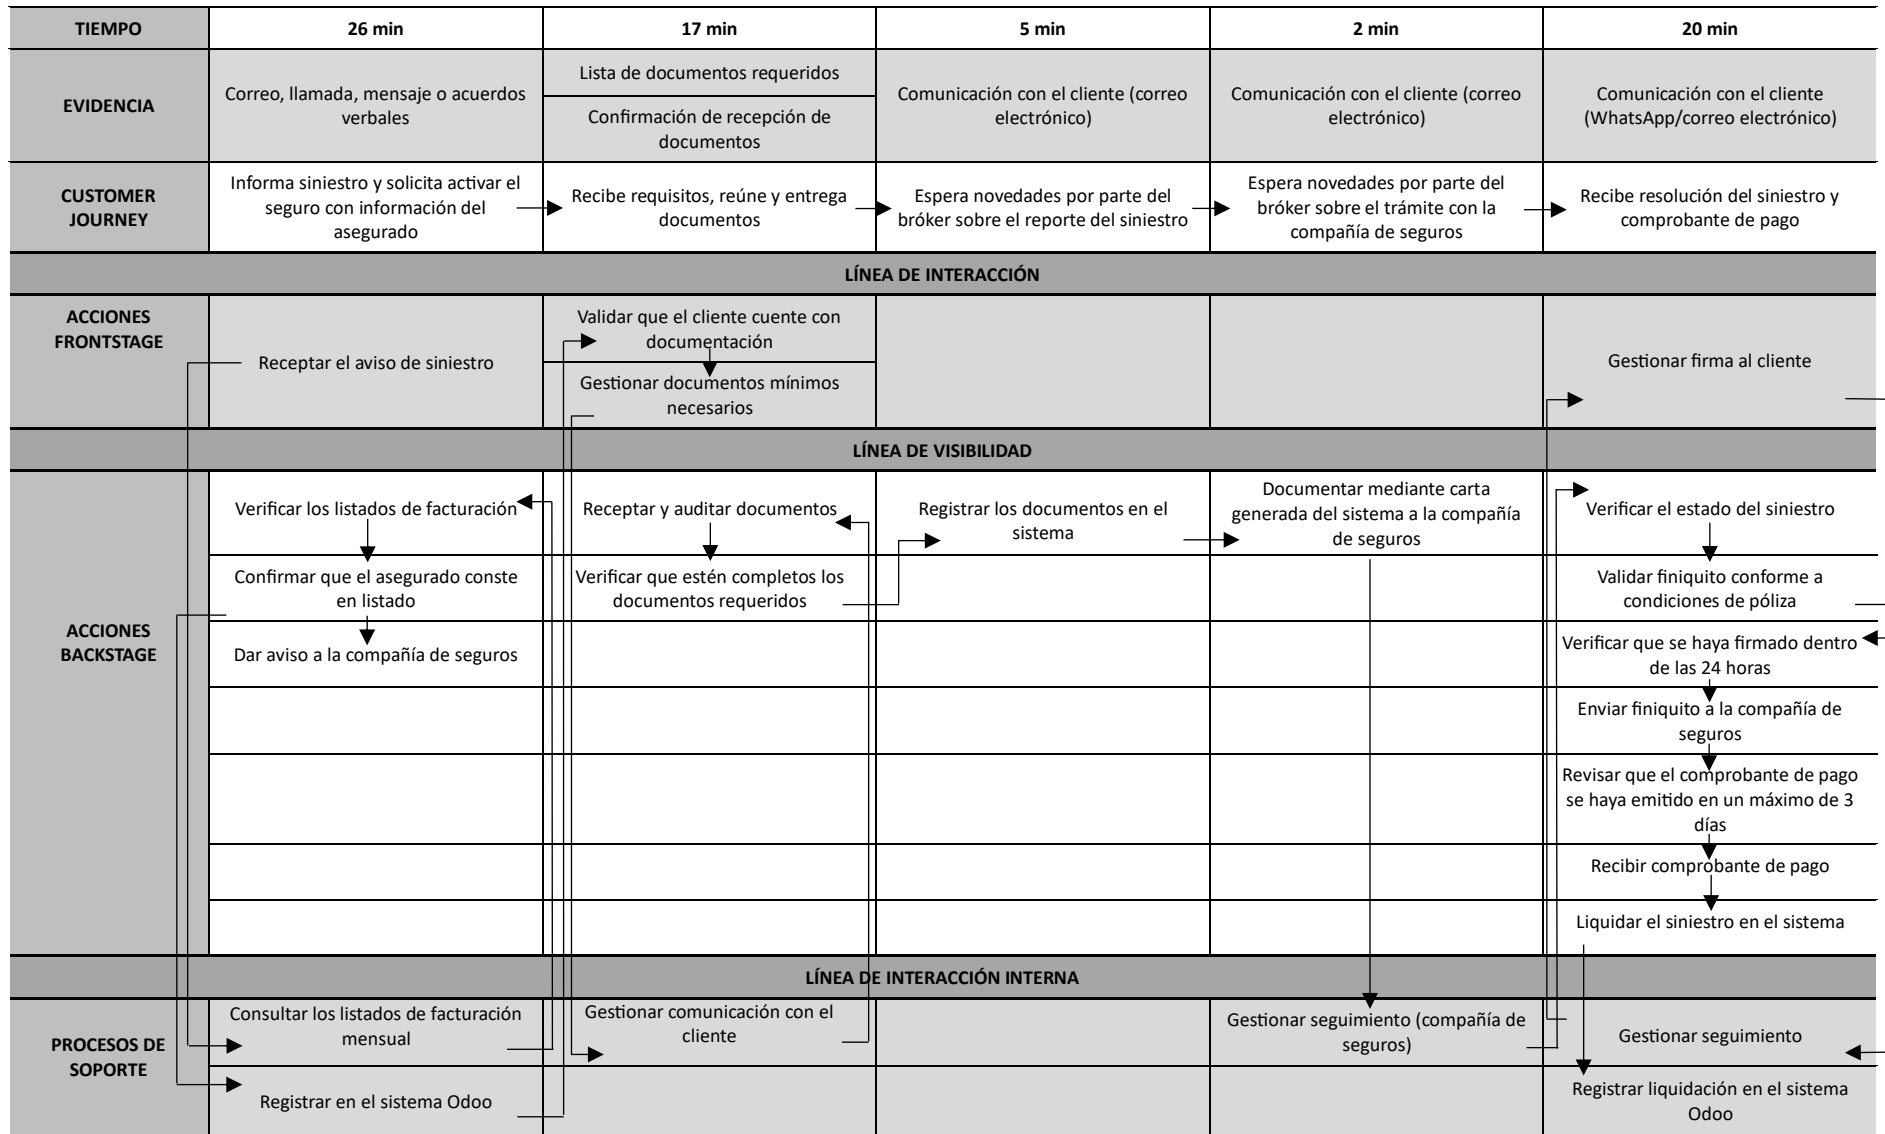 TIEMPO
26 min
17 min
5 min
2 min
20 min
EVIDENCIA
Correo, llamada, mensaje o acuerdos
verbales
Lista de documentos requeridos
Confirmación de recepción de
documentos
Comunicación con el cliente (correo
electrónico)
Comunicación con el cliente (correo
electrónico)
Comunicación con el cliente
(WhatsApp/correo electrónico)
CUSTOMER
JOURNEY
Informa siniestro y solicita activar el
seguro con información del
asegurado
Recibe requisitos, reúne y entrega
documentos
Espera novedades por parte del
bróker sobre el reporte del siniestro
Espera novedades por parte del
bróker sobre el trámite con la
compañía de seguros
Recibe resolución del siniestro y
comprobante de pago
LÍNEA DE INTERACCIÓN
ACCIONES
FRONTSTAGE
Receptar el aviso de siniestro
Validar que el cliente cuente con
documentación
Gestionar documentos mínimos
necesarios
Gestionar firma al cliente
LÍNEA DE VISIBILIDAD
ACCIONES
BACKSTAGE
Verificar los listados de facturación
Receptar y auditar documentos
Registrar los documentos en el
sistema
Documentar mediante carta
generada del sistema a la compañía
de seguros
Verificar el estado del siniestro
Confirmar que el asegurado conste
en listado
Verificar que estén completos los
documentos requeridos
Validar finiquito conforme a
condiciones de póliza
Dar aviso a la compañía de seguros
Verificar que se haya firmado dentro
de las 24 horas
Enviar finiquito a la compañía de
seguros
Revisar que el comprobante de pago
se haya emitido en un máximo de 3
días
Recibir comprobante de pago
Liquidar el siniestro en el sistema
LÍNEA DE INTERACCIÓN INTERNA
PROCESOS DE
SOPORTE
Consultar los listados de facturación
mensual
Gestionar comunicación con el
cliente
Gestionar seguimiento (compañía de
seguros)
Gestionar seguimiento
Registrar en el sistema Odoo
Registrar liquidación en el sistema
Odoo